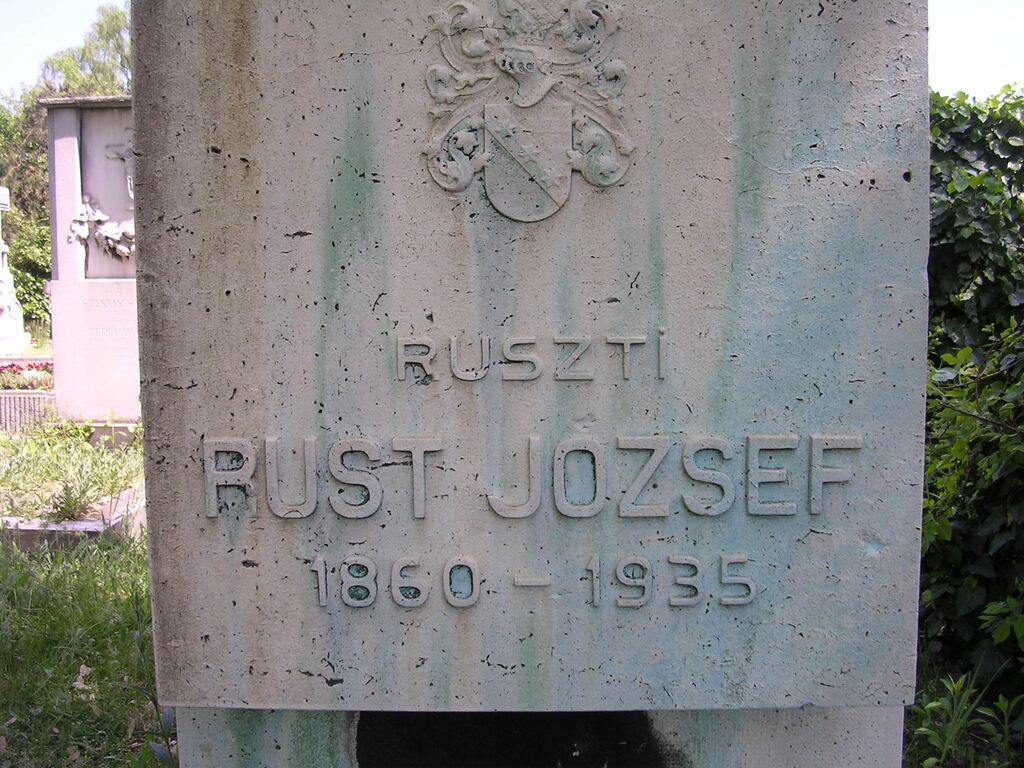 RUSZTI
RUST JÓZSEF
1860 – 1935